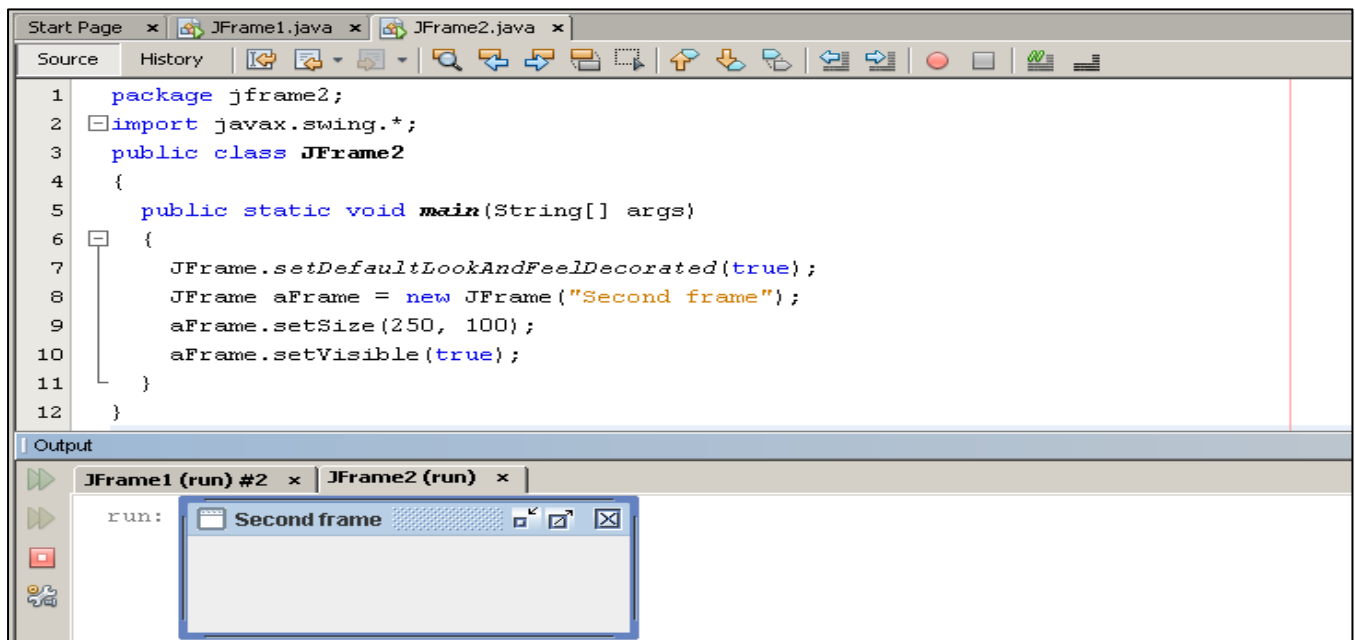 Start Page x JFrame1.java x JFrame2.java x
Source History
1 package jframe2;
2 import javax.swing.*;
3 public class JFrame2
4 {
5 public static void main(String[] args)
6 {
7 JFrame.setDefaultLookAndFeelDecorated(true);
8 JFrame aFrame = new JFrame("Second frame");
9 aFrame.setSize(250, 100);
10 aFrame.setVisible(true);
11 }
12 }
Output
JFrame1 (run) #2 x JFrame2 (run) x
run:
Second frame